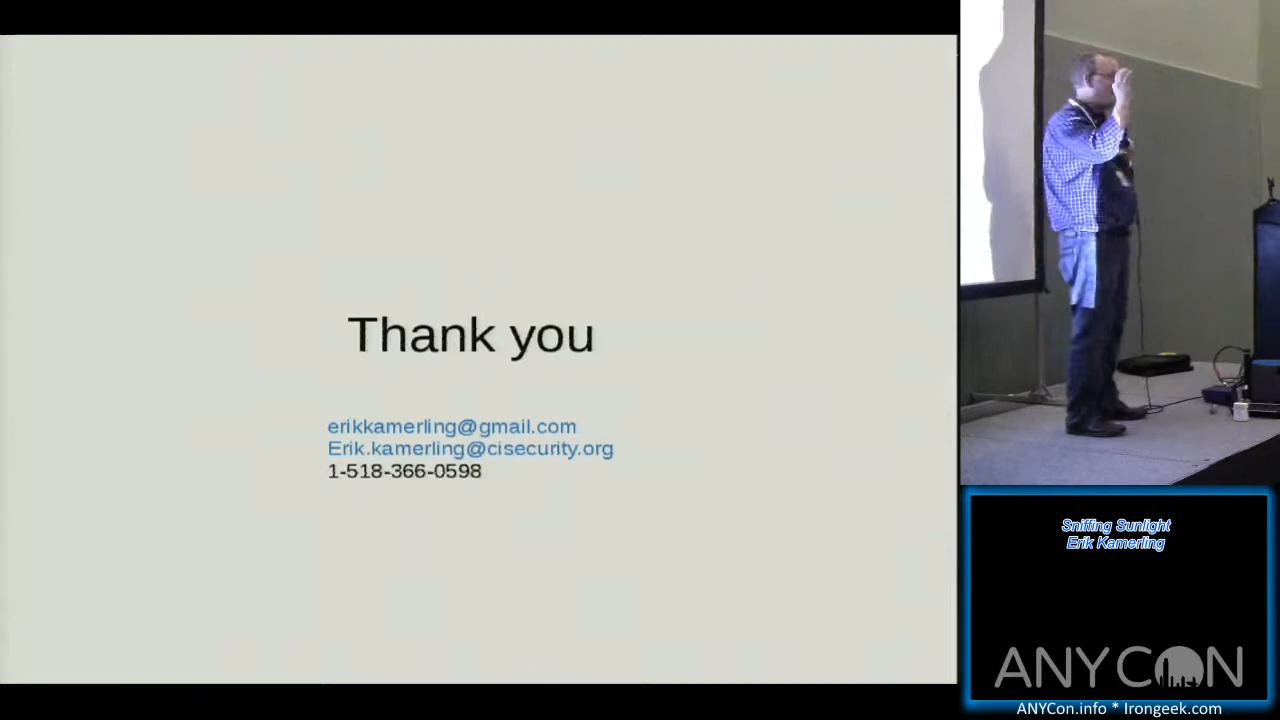 Thank you
erikkamerling@gmail.com
Erik.kamerling@cisecurity.org
1-518-366-0598
Sniffing Sunlight
Erik Kamerling
ANYCON
ANYCon.info * Irongeek.com